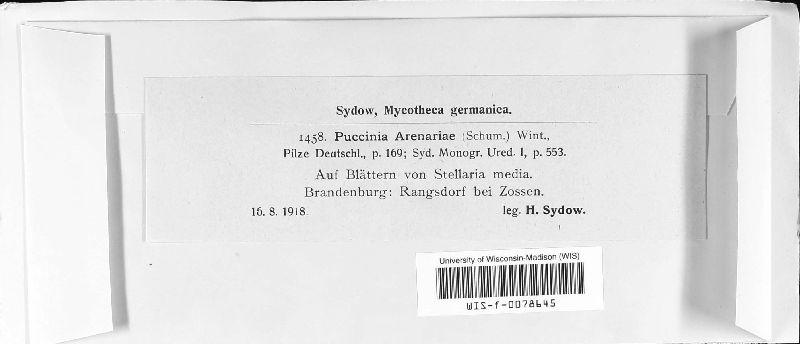 Sydow, Mycotheca germanica.
1458. Puccinia Arenariae (Schum.) Wint.,
Pilze Deutschl., p. 169; Syd. Monogr. Ured. I, p. 553.
Auf Blättern von Stellaria media.
Brandenburg: Rangsdorf bei Zossen.
16. 8. 1918. leg. H. Sydow.
University of Wisconsin-Madison (WIS)
WIS-f-0078645